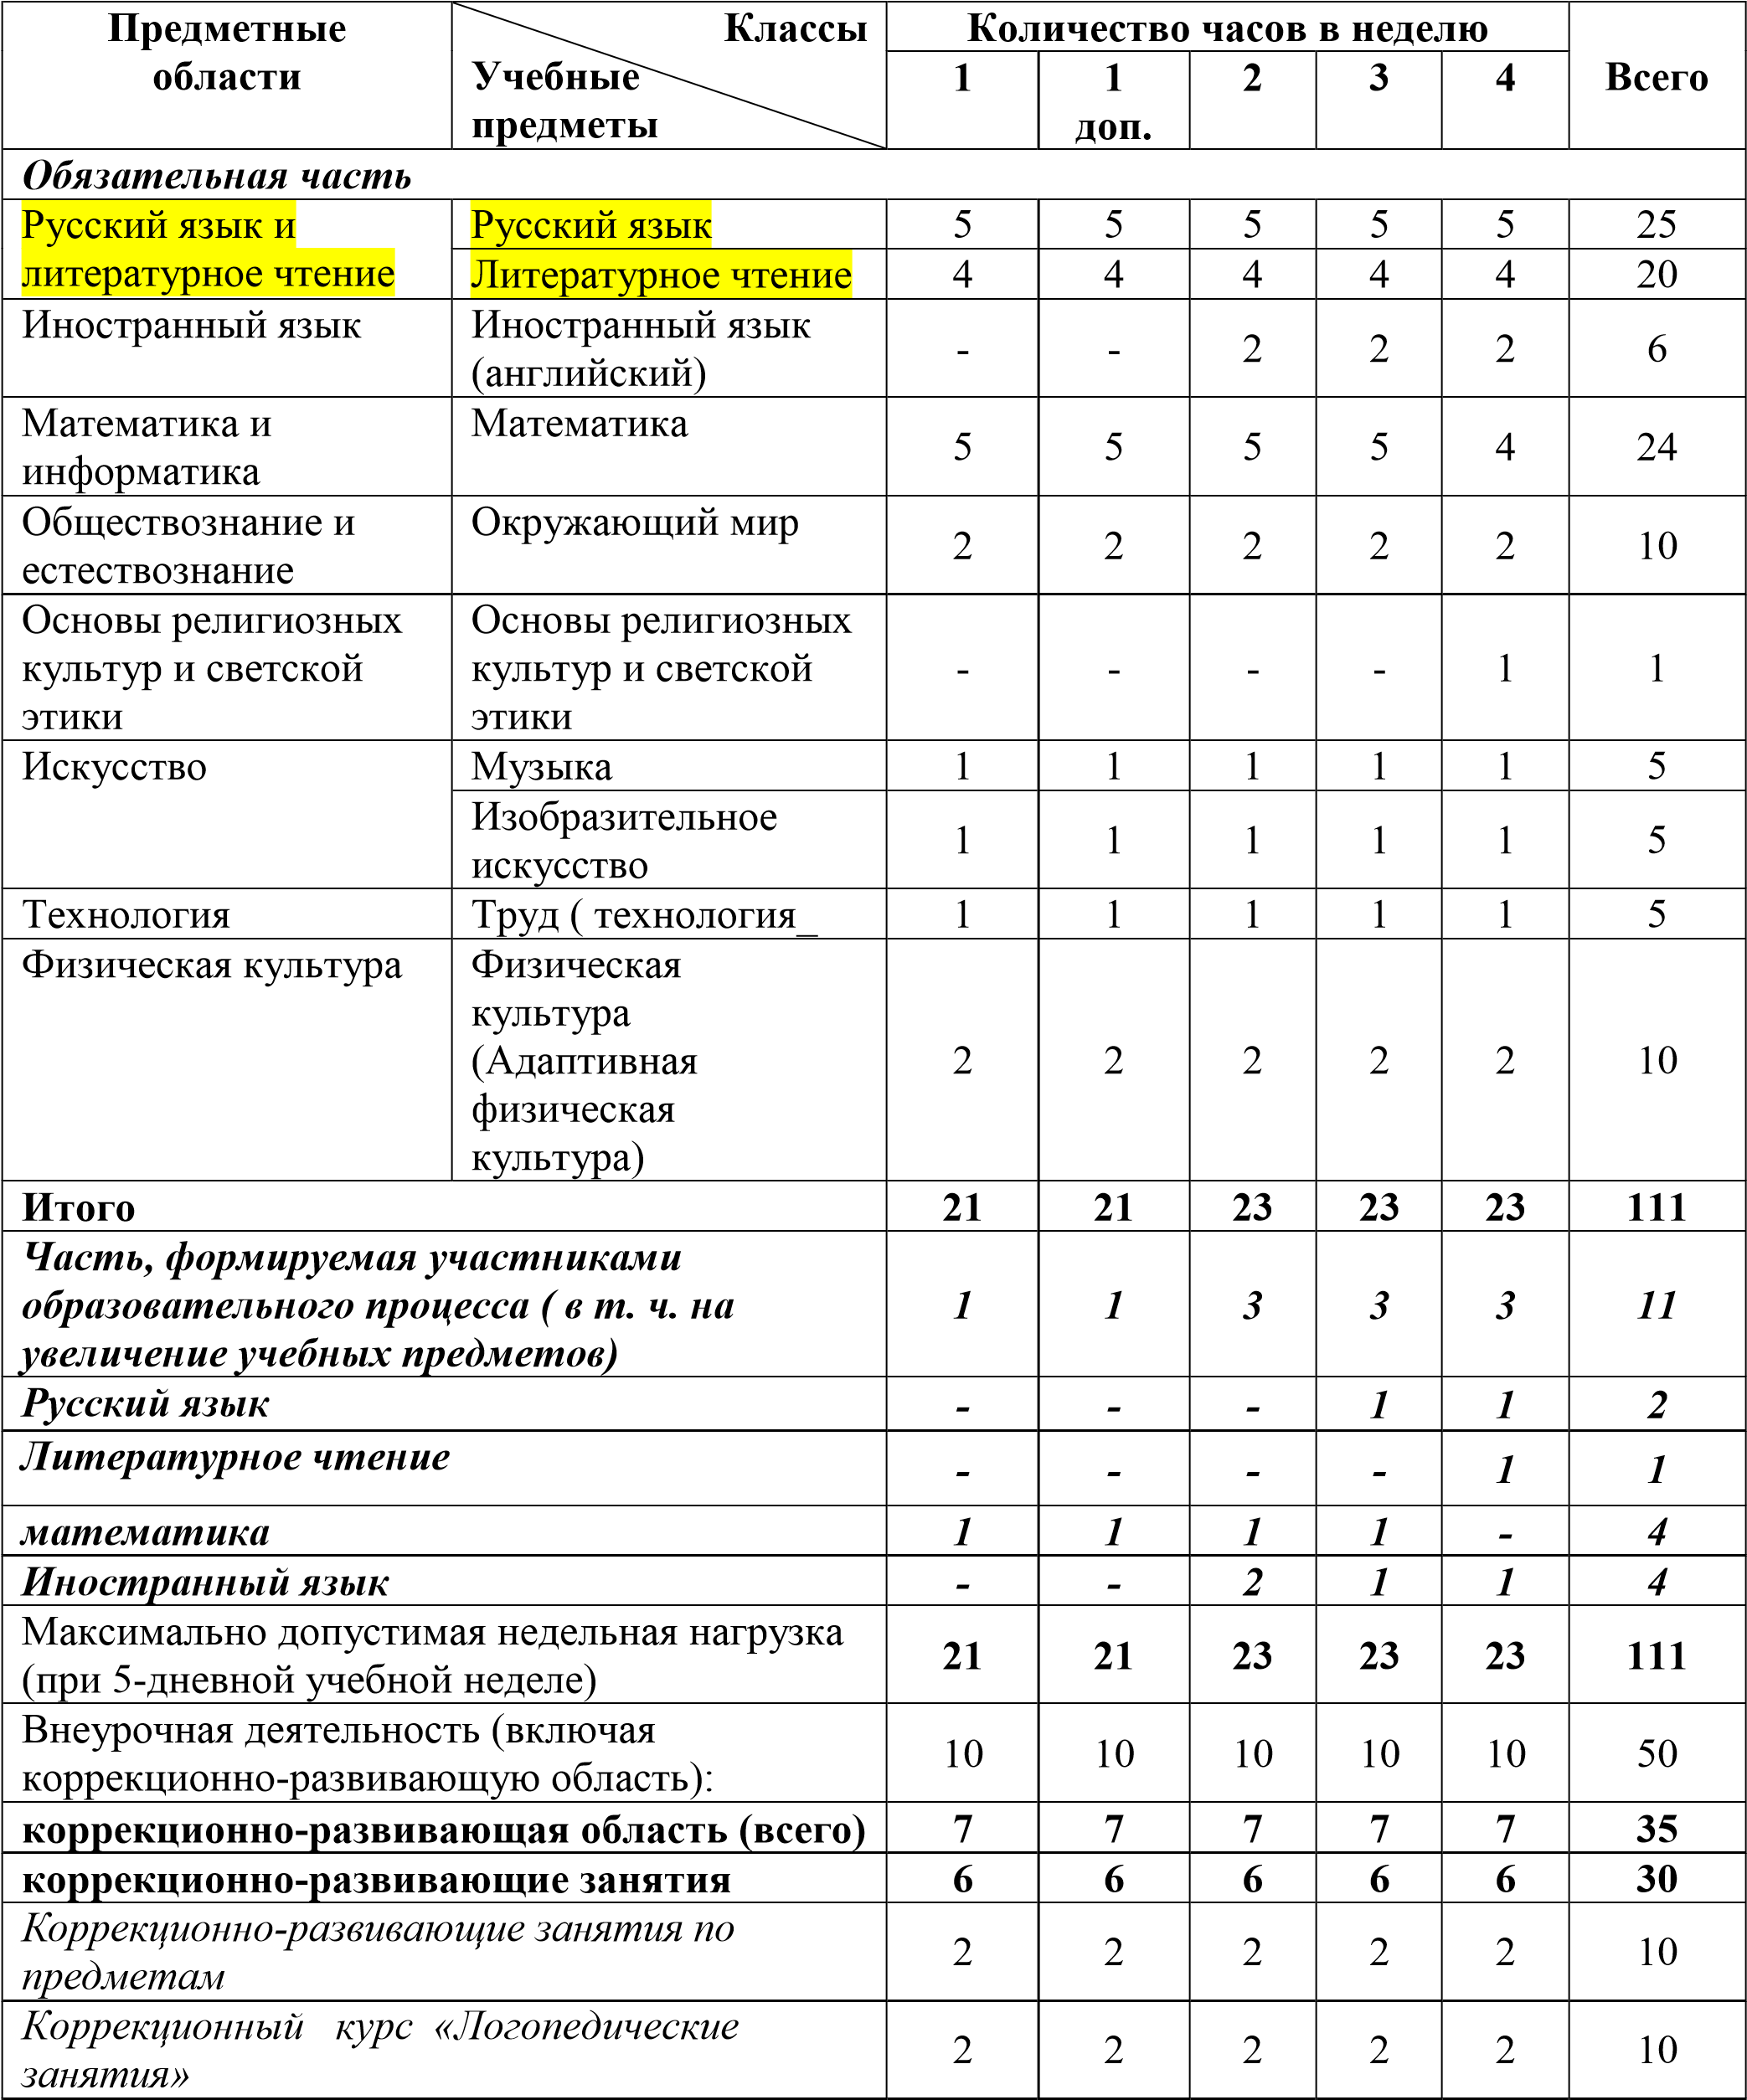 Предметные области Классы Количество часов в неделю Всего
Учебные предметы 1 1 доп. 2 3 4
Обязательная часть
Русский язык и литературное чтение Русский язык 5 5 5 5 5 25
Литературное чтение 4 4 4 4 4 20
Иностранный язык Иностранный язык (английский) - - 2 2 2 6
Математика и информатика Математика 5 5 5 5 4 24
Обществознание и естествознание Окружающий мир 2 2 2 2 2 10
Основы религиозных культур и светской этики Основы религиозных культур и светской этики - - - - 1 1
Искусство Музыка 1 1 1 1 1 5
Изобразительное искусство 1 1 1 1 1 5
Технология Труд ( технология_ 1 1 1 1 1 5
Физическая культура Физическая культура (Адаптивная физическая культура) 2 2 2 2 2 10
Итого 21 21 23 23 23 111
Часть, формируемая участниками образовательного процесса ( в т. ч. на увеличение учебных предметов) 1 1 3 3 3 11
Русский язык - - - 1 1 2
Литературное чтение - - - - 1 1
математика 1 1 1 1 - 4
Иностранный язык - - 2 1 1 4
Максимально допустимая недельная нагрузка (при 5-дневной учебной неделе) 21 21 23 23 23 111
Внеурочная деятельность (включая коррекционно-развивающую область): 10 10 10 10 10 50
коррекционно-развивающая область (всего) 7 7 7 7 7 35
коррекционно-развивающие занятия 6 6 6 6 6 30
Коррекционно-развивающие занятия по предметам 2 2 2 2 2 10
Коррекционный курс «Логопедические занятия» 2 2 2 2 2 10